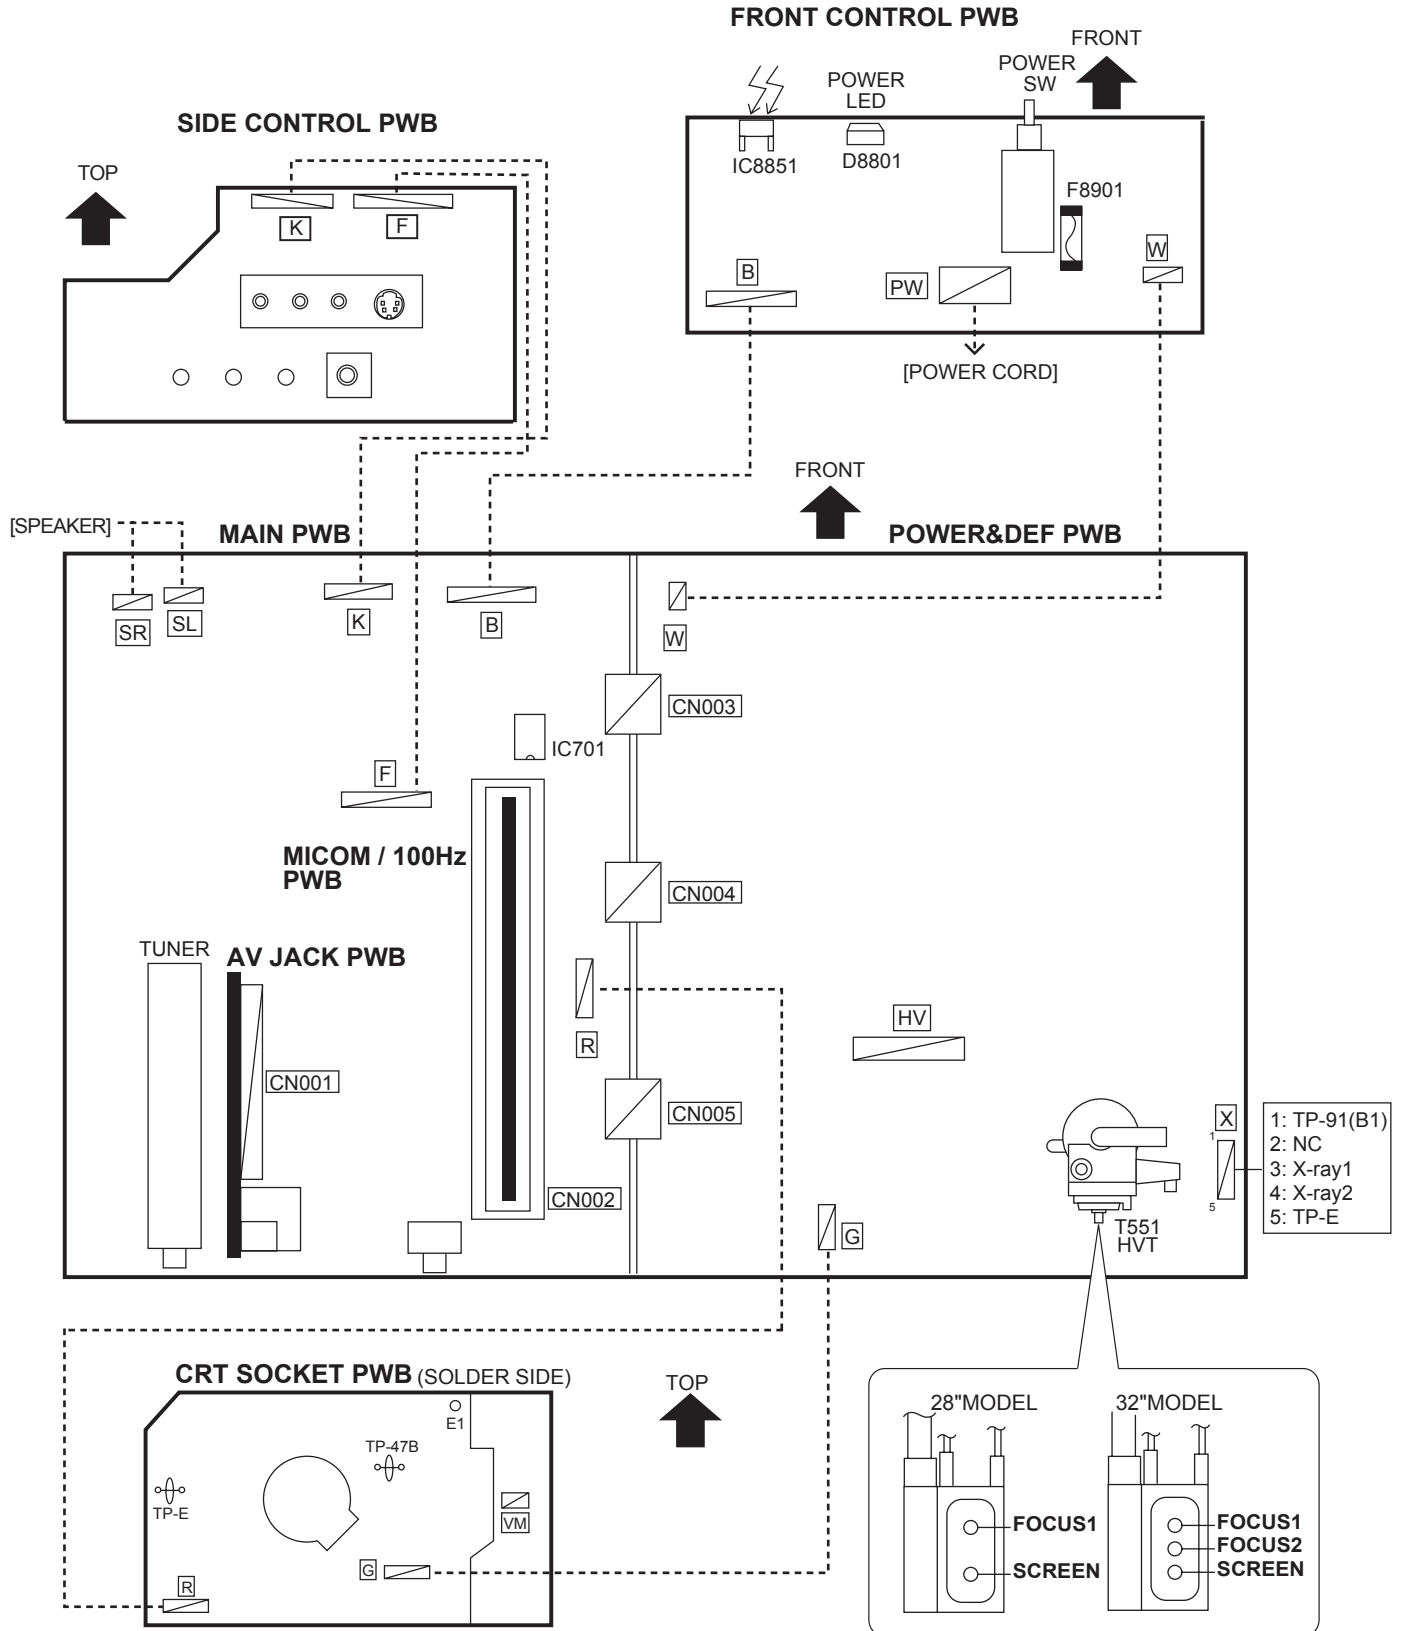 FRONT CONTROL PWB
FRONT
POWER
SW
POWER
LED
IC8851
D8801
F8901
B
PW
W
[POWER CORD]
SIDE CONTROL PWB
TOP
K
F
FRONT
[SPEAKER]
MAIN PWB
POWER&DEF PWB
SR
SL
K
B
W
CN003
IC701
F
MICOM / 100Hz
PWB
CN004
TUNER
AV JACK PWB
R
HV
CN001
CN005
X
1
5
1: TP-91(B1)
2: NC
3: X-ray1
4: X-ray2
5: TP-E
CN002
G
T551
HVT
CRT SOCKET PWB (SOLDER SIDE)
TOP
E1
TP-47B
TP-E
VM
G
R
28"MODEL
FOCUS1
SCREEN
32"MODEL
FOCUS1
FOCUS2
SCREEN